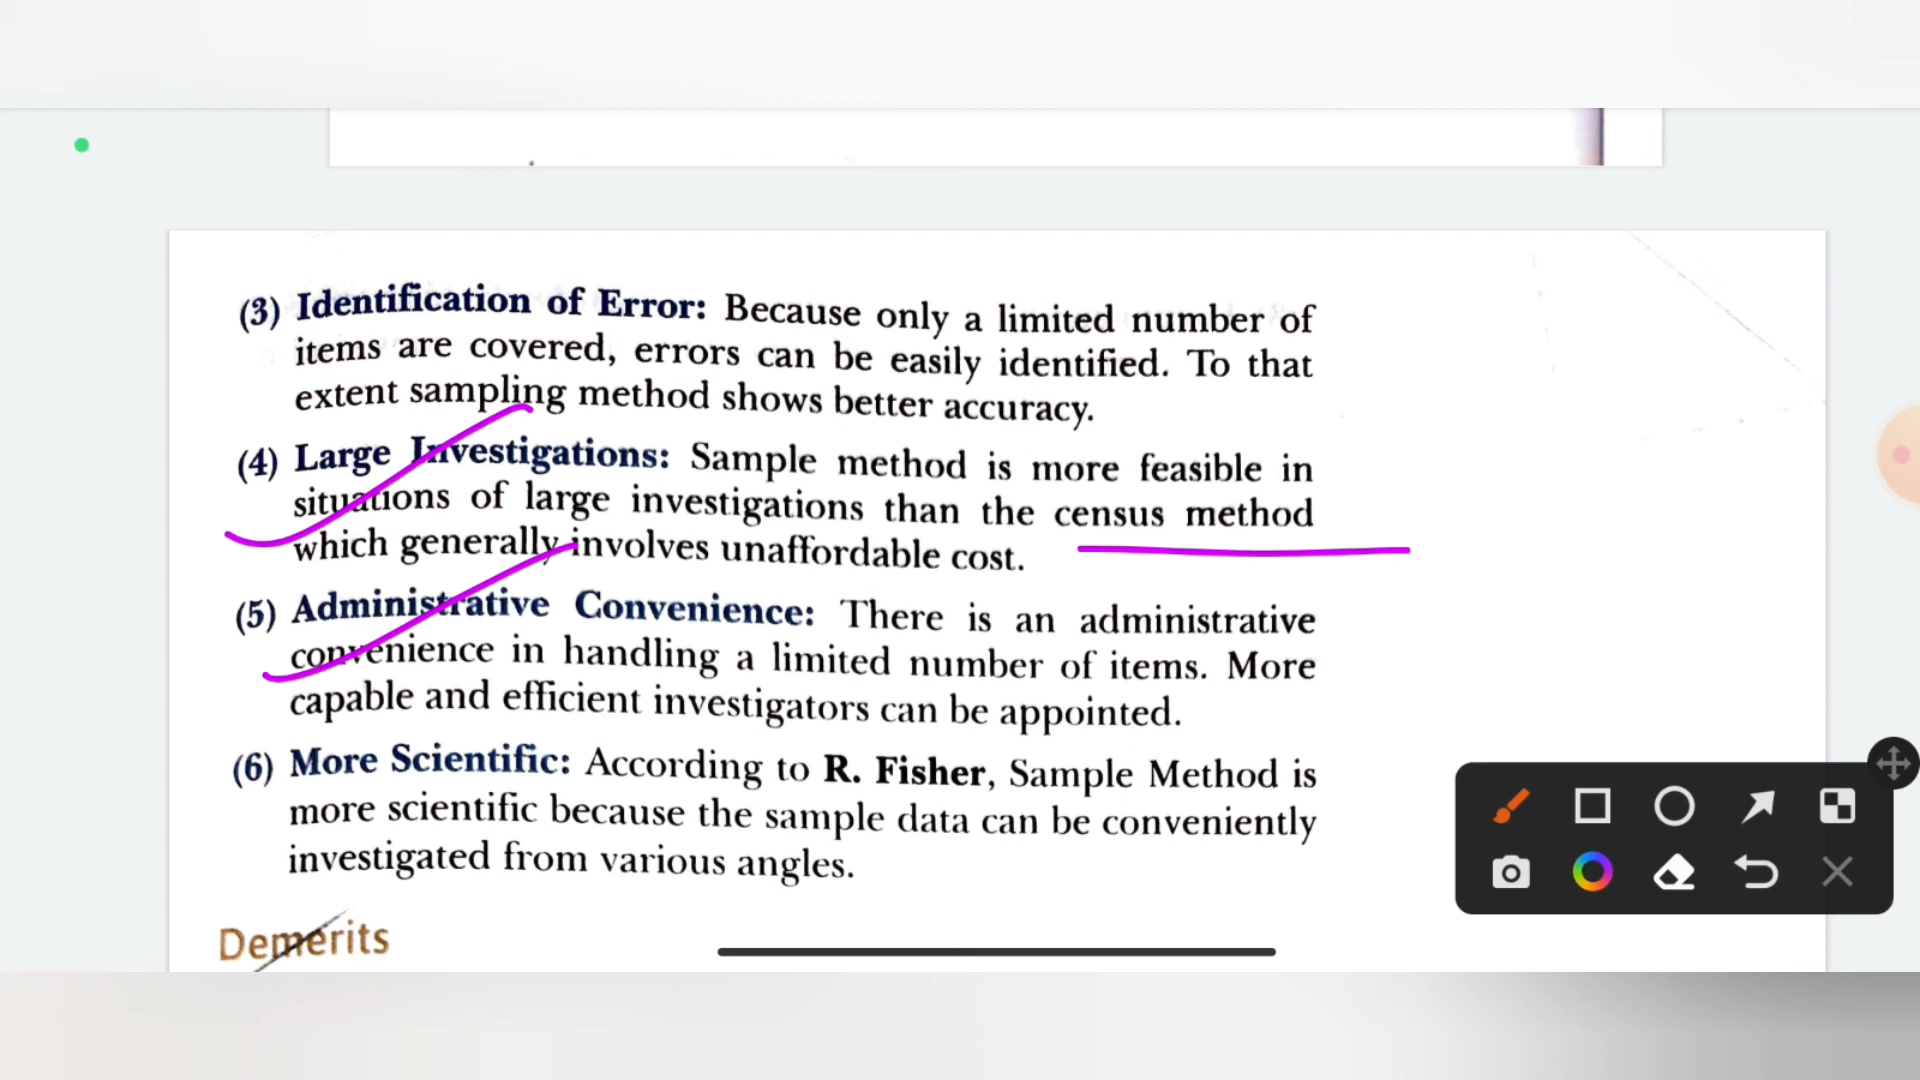 (3) Identification of Error: Because only a limited number of
items are covered, errors can be easily identified. To that
extent sampling method shows better accuracy.
(4) Large Investigations: Sample method is more feasible in
situations of large investigations than the census method
which generally involves unaffordable cost.
(5) Administrative Convenience: There is an administrative
convenience in handling a limited number of items. More
capable and efficient investigators can be appointed.
(6) More Scientific: According to R. Fisher, Sample Method is
more scientific because the sample data can be conveniently
investigated from various angles.
Demerits